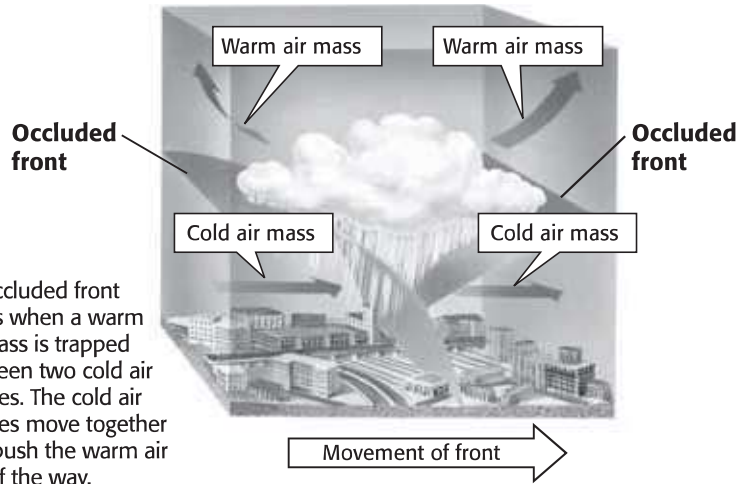 Warm air mass
Warm air mass
Occluded
front
Occluded
front
Cold air mass
Cold air mass
ccluded front
s when a warm
ass is trapped
een two cold air
es. The cold air
es move together
oush the warm air
f the way.
Movement of front